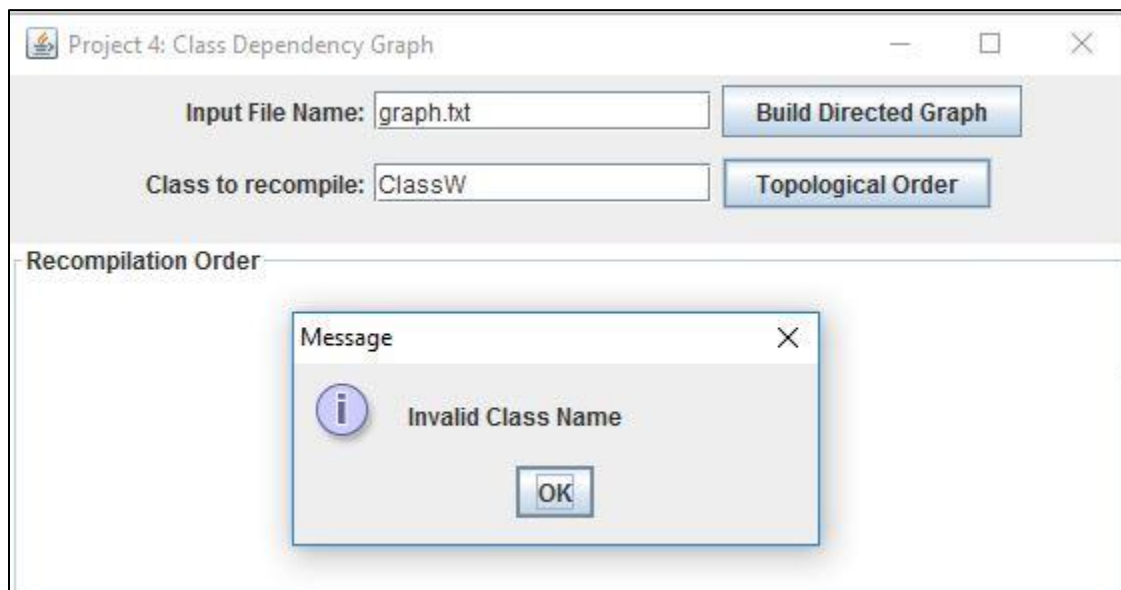 Project 4: Class Dependency Graph
Input File Name: graph.txt Build Directed Graph
Class to recompile: ClassW Topological Order
Recompilation Order
Message
i Invalid Class Name
OK